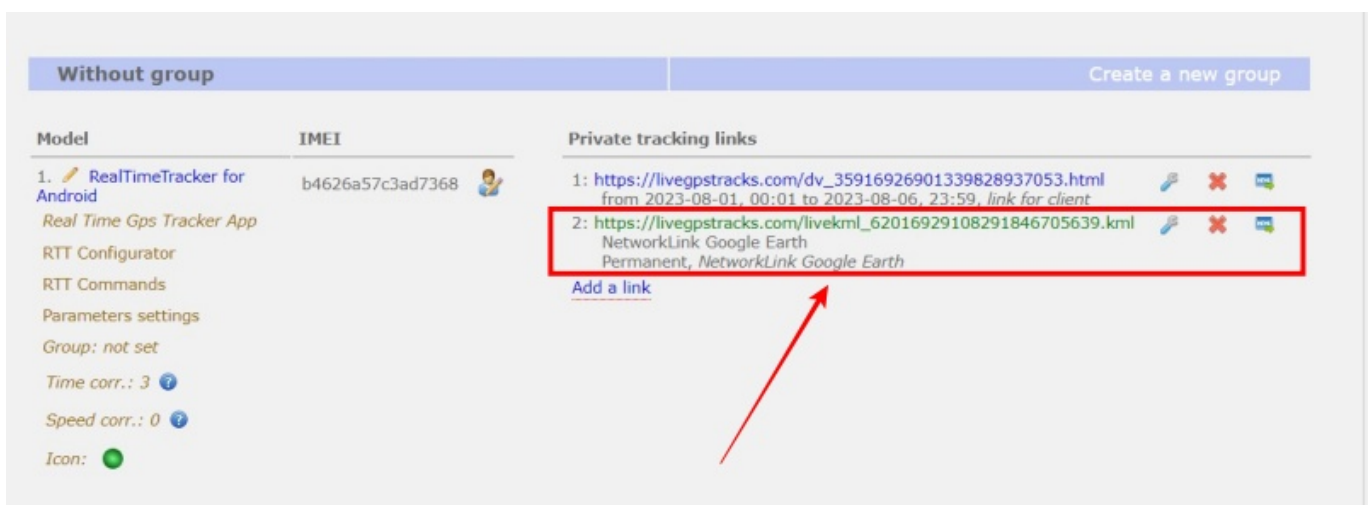 Without group
Create a new group
Model
IMEI
Private tracking links
1. RealTimeTracker for
Android
b4626a57c3ad7368
Real Time Gps Tracker App
RTT Configurator
RTT Commands
Parameters settings
Group: not set
Time corr.: 3
Speed corr.: 0
Icon:
1: https://livegpstracks.com/dv_35916926901339828937053.html
from 2023-08-01, 00:01 to 2023-08-06, 23:59, link for client
2: https://livegpstracks.com/livekml_62016929108291846705639.kml
NetworkLink Google Earth
Permanent, NetworkLink Google Earth
Add a link